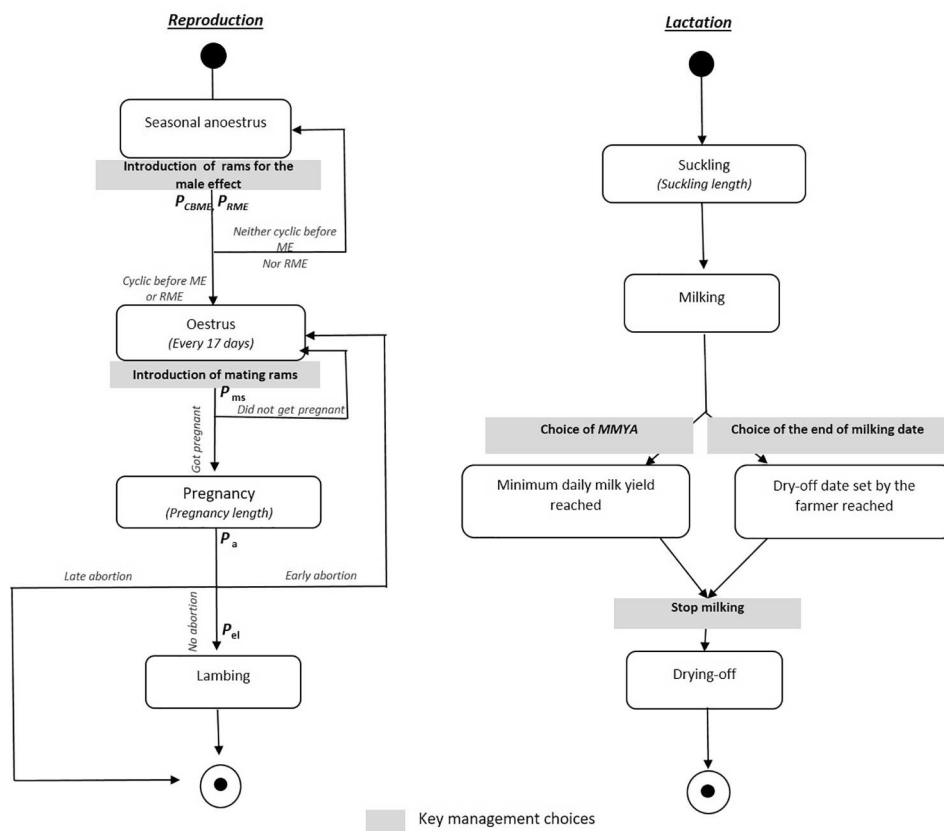 Reproduction
Seasonal anoestrus
Introduction of rams for the
male effect
PCBME, PRME
Neither cyclic before
ME
Nor RME
Cyclic before ME
or RME
Oestrus
(Every 17 days)
Introduction of mating rams
Pms
Did not get pregnant
Got pregnant
Pregnancy
(Pregnancy length)
Pa
Late abortion
Early abortion
No abortion
Pel
Lambing
Lactation
Suckling
(Suckling length)
Milking
Choice of MMYA
Choice of the end of milking date
Minimum daily milk yield
reached
Dry-off date set by the
farmer reached
Stop milking
Drying-off
Key management choices